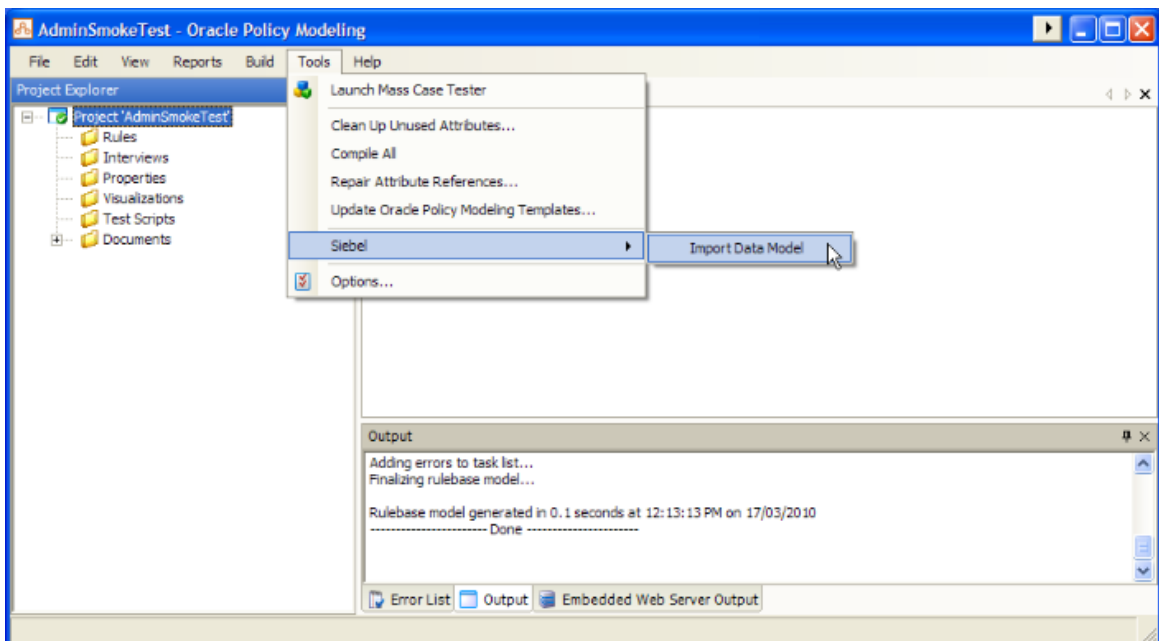 AdminSmokeTest - Oracle Policy Modeling
File Edit View Reports Build Tools Help
Project Explorer
Launch Mass Case Tester
Project 'AdminSmokeTest'
Rules
Clean Up Unused Attributes...
Interviews
Compile All
Properties
Repair Attribute References...
Visualizations
Update Oracle Policy Modeling Templates...
Test Scripts
Documents
Siebel
Import Data Model
Options...
Output
Adding errors to task list...
Finalizing rulebase model...
Rulebase model generated in 0.1 seconds at 12:13:13 PM on 17/03/2010
----------------------- Done -----------------------
Error List Output Embedded Web Server Output